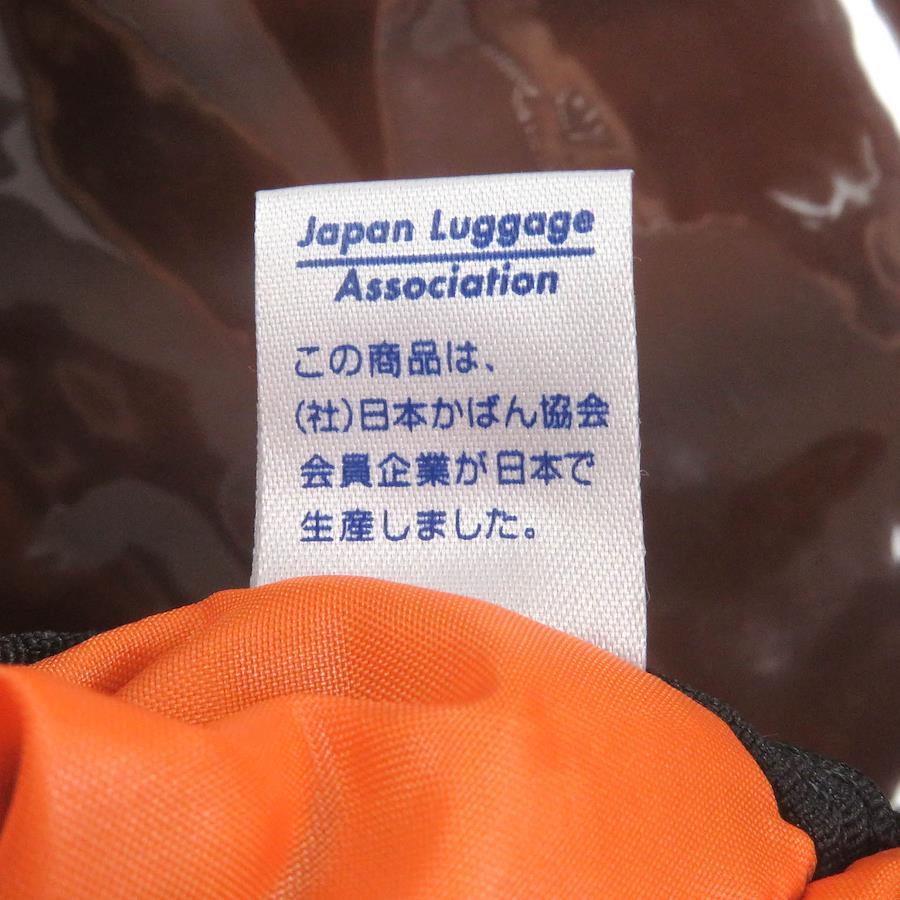 Japan Luggage
Association
この商品は、
(社)日本かばん協会
会員企業が日本で
生産しました。